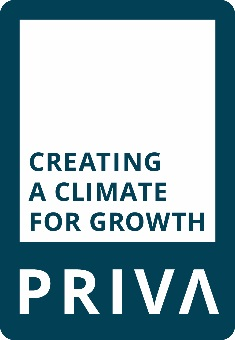 CREATING
A CLIMATE
FOR GROWTH
PRIVA